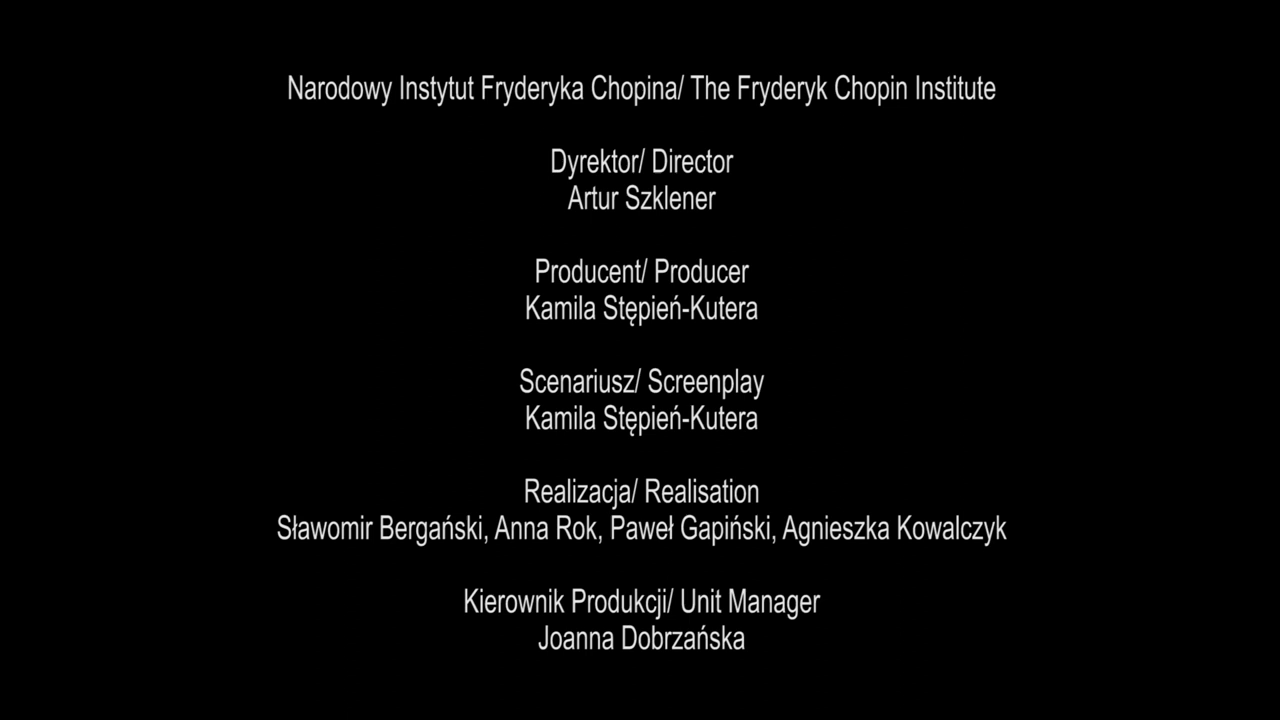 Narodowy Instytut Fryderyka Chopina/ The Fryderyk Chopin Institute
Dyrektor/ Director
Artur Szklener
Producent/ Producer
Kamila Stępień-Kutera
Scenariusz/ Screenplay
Kamila Stępień-Kutera
Realizacja/ Realisation
Sławomir Bergański, Anna Rok, Paweł Gapiński, Agnieszka Kowalczyk
Kierownik Produkcji/ Unit Manager
Joanna Dobrzańska